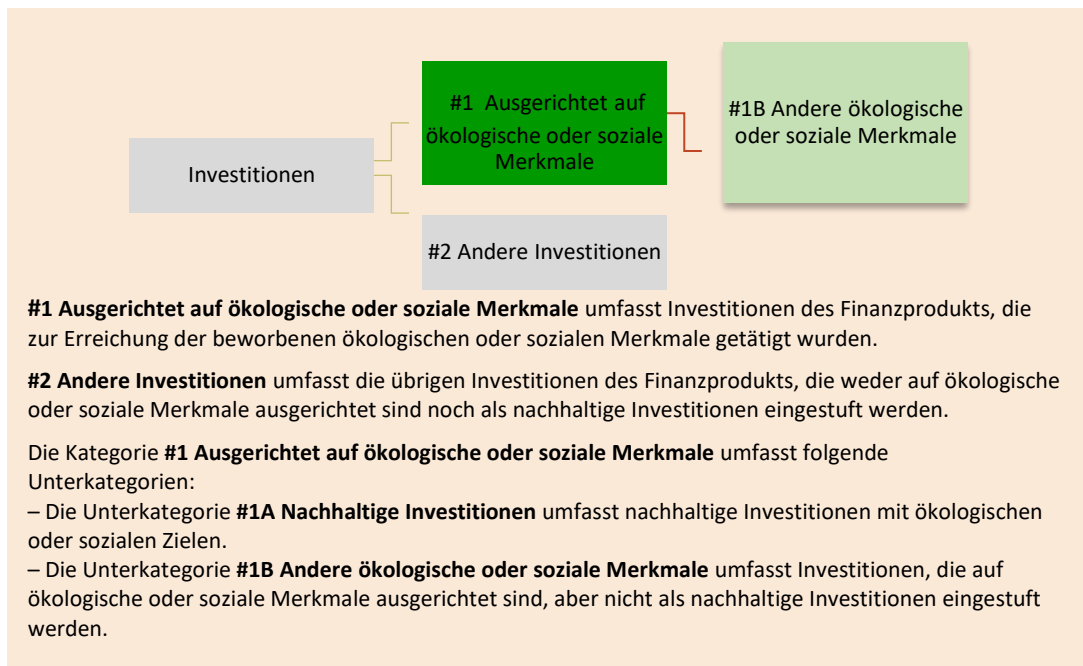 #1 Ausgerichtet auf
ökologische oder soziale
Merkmale
#1B Andere ökologische
oder soziale Merkmale
Investitionen
#2 Andere Investitionen
#1 Ausgerichtet auf ökologische oder soziale Merkmale umfasst Investitionen des Finanzprodukts, die
zur Erreichung der beworbenen ökologischen oder sozialen Merkmale getätigt wurden.
#2 Andere Investitionen umfasst die übrigen Investitionen des Finanzprodukts, die weder auf ökologische
oder soziale Merkmale ausgerichtet sind noch als nachhaltige Investitionen eingestuft werden.
Die Kategorie #1 Ausgerichtet auf ökologische oder soziale Merkmale umfasst folgende
Unterkategorien:
– Die Unterkategorie #1A Nachhaltige Investitionen umfasst nachhaltige Investitionen mit ökologischen
oder sozialen Zielen.
– Die Unterkategorie #1B Andere ökologische oder soziale Merkmale umfasst Investitionen, die auf
ökologische oder soziale Merkmale ausgerichtet sind, aber nicht als nachhaltige Investitionen eingestuft
werden.